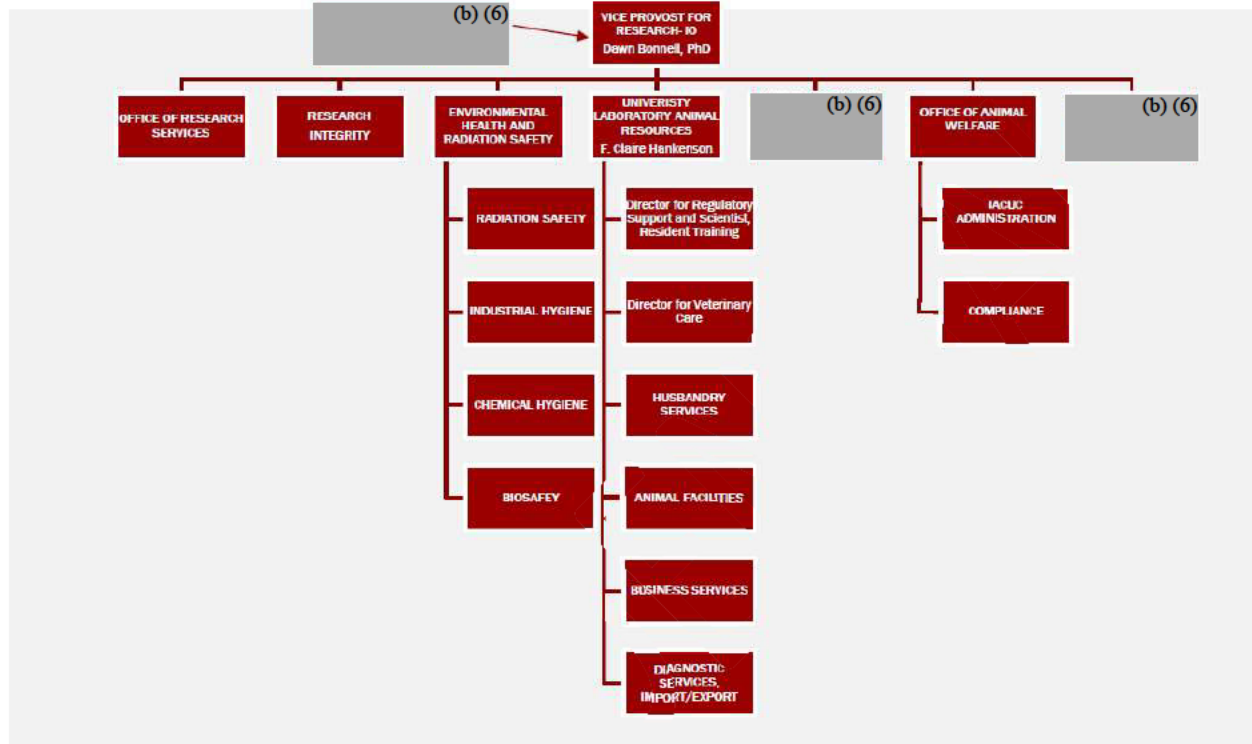 (b) (6)
VICE PROVOST FOR
RESEARCH- IO
Dawn Bonnell, PhD
OFFICE OF RESEARCH
SERVICES
RESEARCH
INTEGRITY
ENVIRONMENTAL
HEALTH AND
RADIATION SAFETY
UNIVERISTY
LABORATORY ANIMAL
RESOURCES
F. Claire Hankenson
(b) (6)
OFFICE OF ANIMAL
WELFARE
(b) (6)
RADIATION SAFETY
INDUSTRIAL HYGIENE
CHEMICAL HYGIENE
BIOSAFEY
Director for Regulatory
Support and Scientist,
Resident Training
Director for Veterinary
Care
HUSBANDRY
SERVICES
ANIMAL FACILITIES
BUSINESS SERVICES
DIAGNOSTIC
SERVICES,
IMPORT/EXPORT
IACUC
ADMINISTRATION
COMPLIANCE